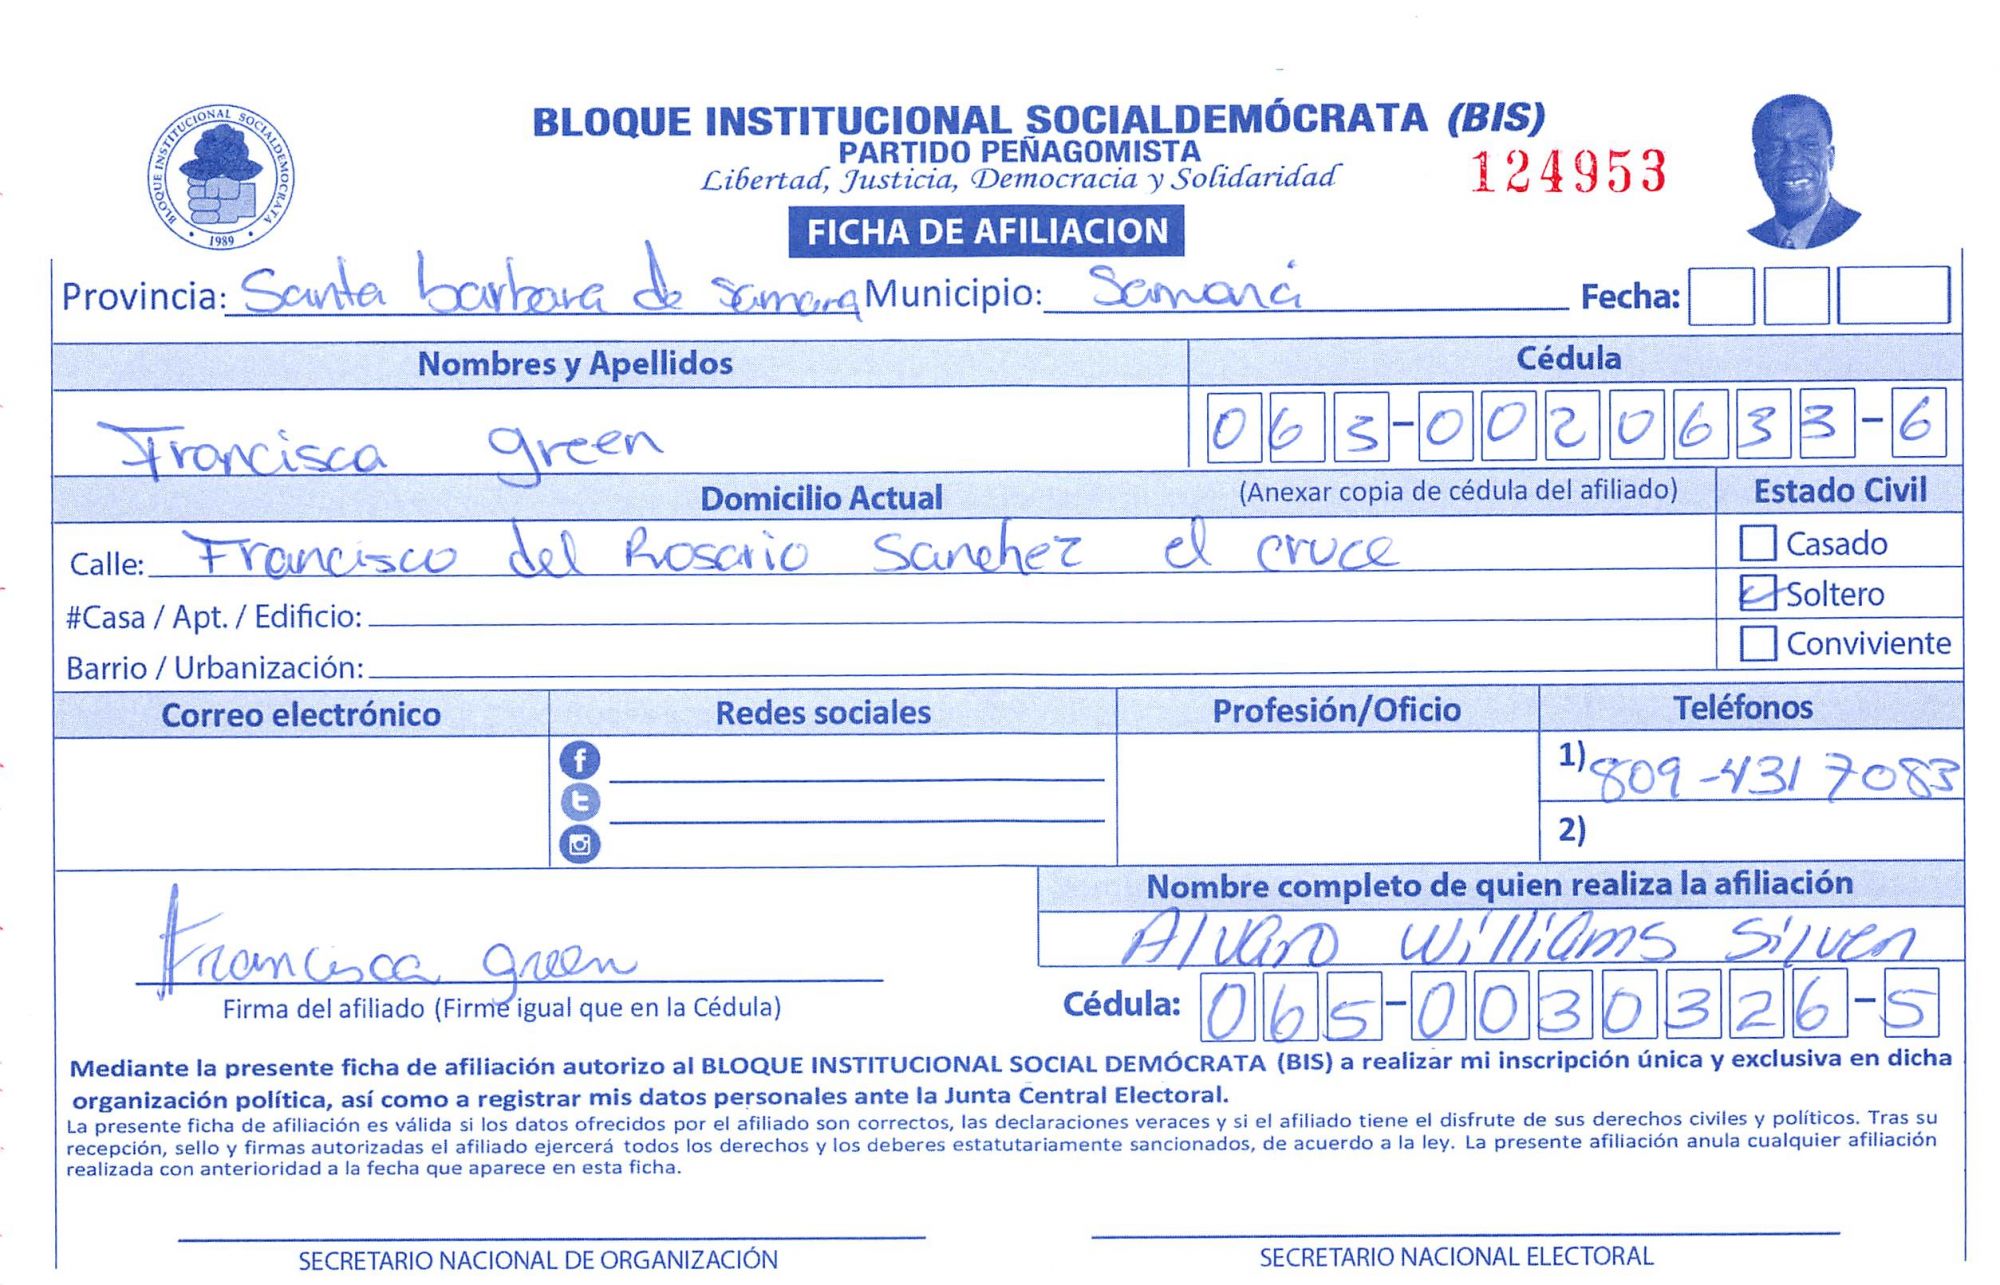 BLOQUE INSTITUCIONAL SOCIALDEMOCRATA
1989
BLOQUE INSTITUCIONAL SOCIALDEMÓCRATA (BIS)
PARTIDO PEÑAGOMISTA
Libertad, Justicia, Democracia y Solidaridad
124953
FICHA DE AFILIACION
Provincia: Santa barbara de Samana Municipio: Samaná Fecha:
Nombres y Apellidos Cédula
Francisca green 063-0020633-6
Domicilio Actual (Anexar copia de cédula del afiliado) Estado Civil
Calle: Francisco del Rosario Sanchez el cruce Casado
#Casa / Apt. / Edificio: Soltero
Barrio / Urbanización: Conviviente
Correo electrónico Redes sociales Profesión/Oficio Teléfonos
1) 809-431 7083
2)
Nombre completo de quien realiza la afiliación
Alvaro Williams Silven
Francisca green
Firma del afiliado (Firme igual que en la Cédula) Cédula: 065-0030326-5
Mediante la presente ficha de afiliación autorizo al BLOQUE INSTITUCIONAL SOCIAL DEMÓCRATA (BIS) a realizar mi inscripción única y exclusiva en dicha
organización política, así como a registrar mis datos personales ante la Junta Central Electoral.
La presente ficha de afiliación es válida si los datos ofrecidos por el afiliado son correctos, las declaraciones veraces y si el afiliado tiene el disfrute de sus derechos civiles y políticos. Tras su
recepción, sello y firmas autorizadas el afiliado ejercerá todos los derechos y los deberes estatutariamente sancionados, de acuerdo a la ley. La presente afiliación anula cualquier afiliación
realizada con anterioridad a la fecha que aparece en esta ficha.
SECRETARIO NACIONAL DE ORGANIZACIÓN SECRETARIO NACIONAL ELECTORAL